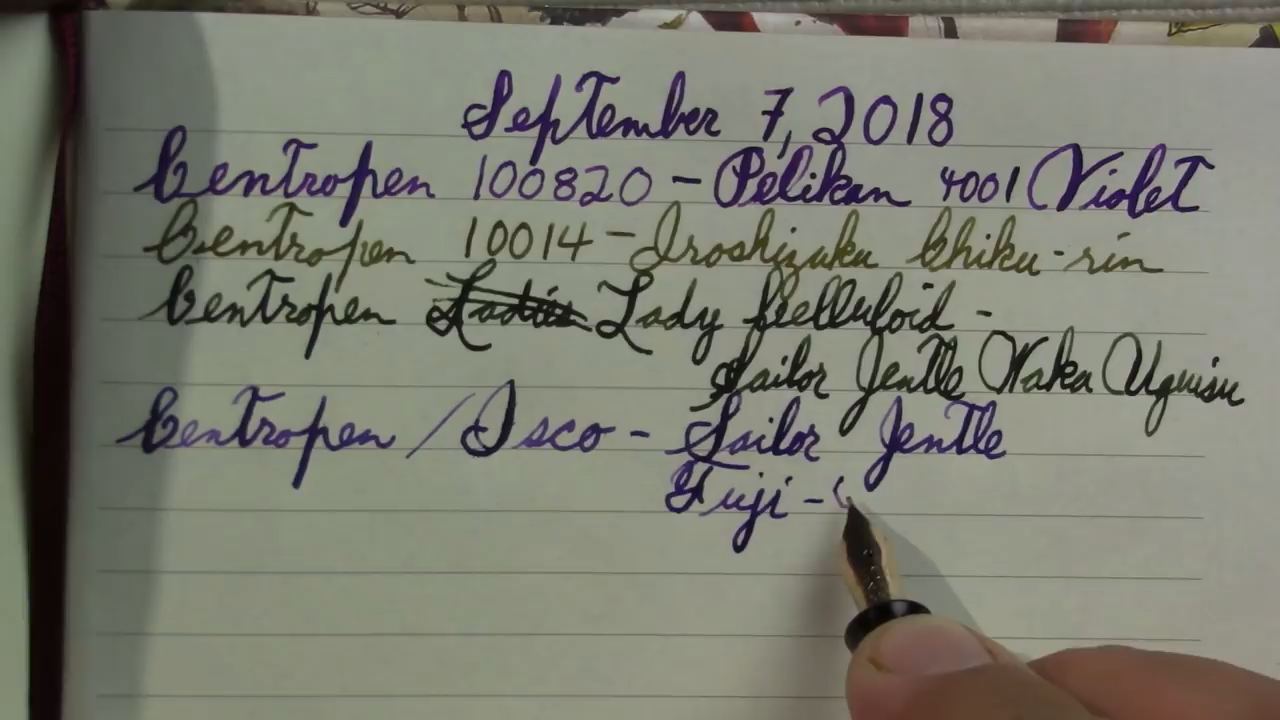 September 7, 2018
Centropen 100820 - Pelikan 4001 Violet
Centropen 10014 - Iroshizuku Chiku-rin
Centropen Ladies Lady Celluloid -
Sailor Jentle Waka Uguisu
Centropen / Isco - Sailor Jentle
Fuji -